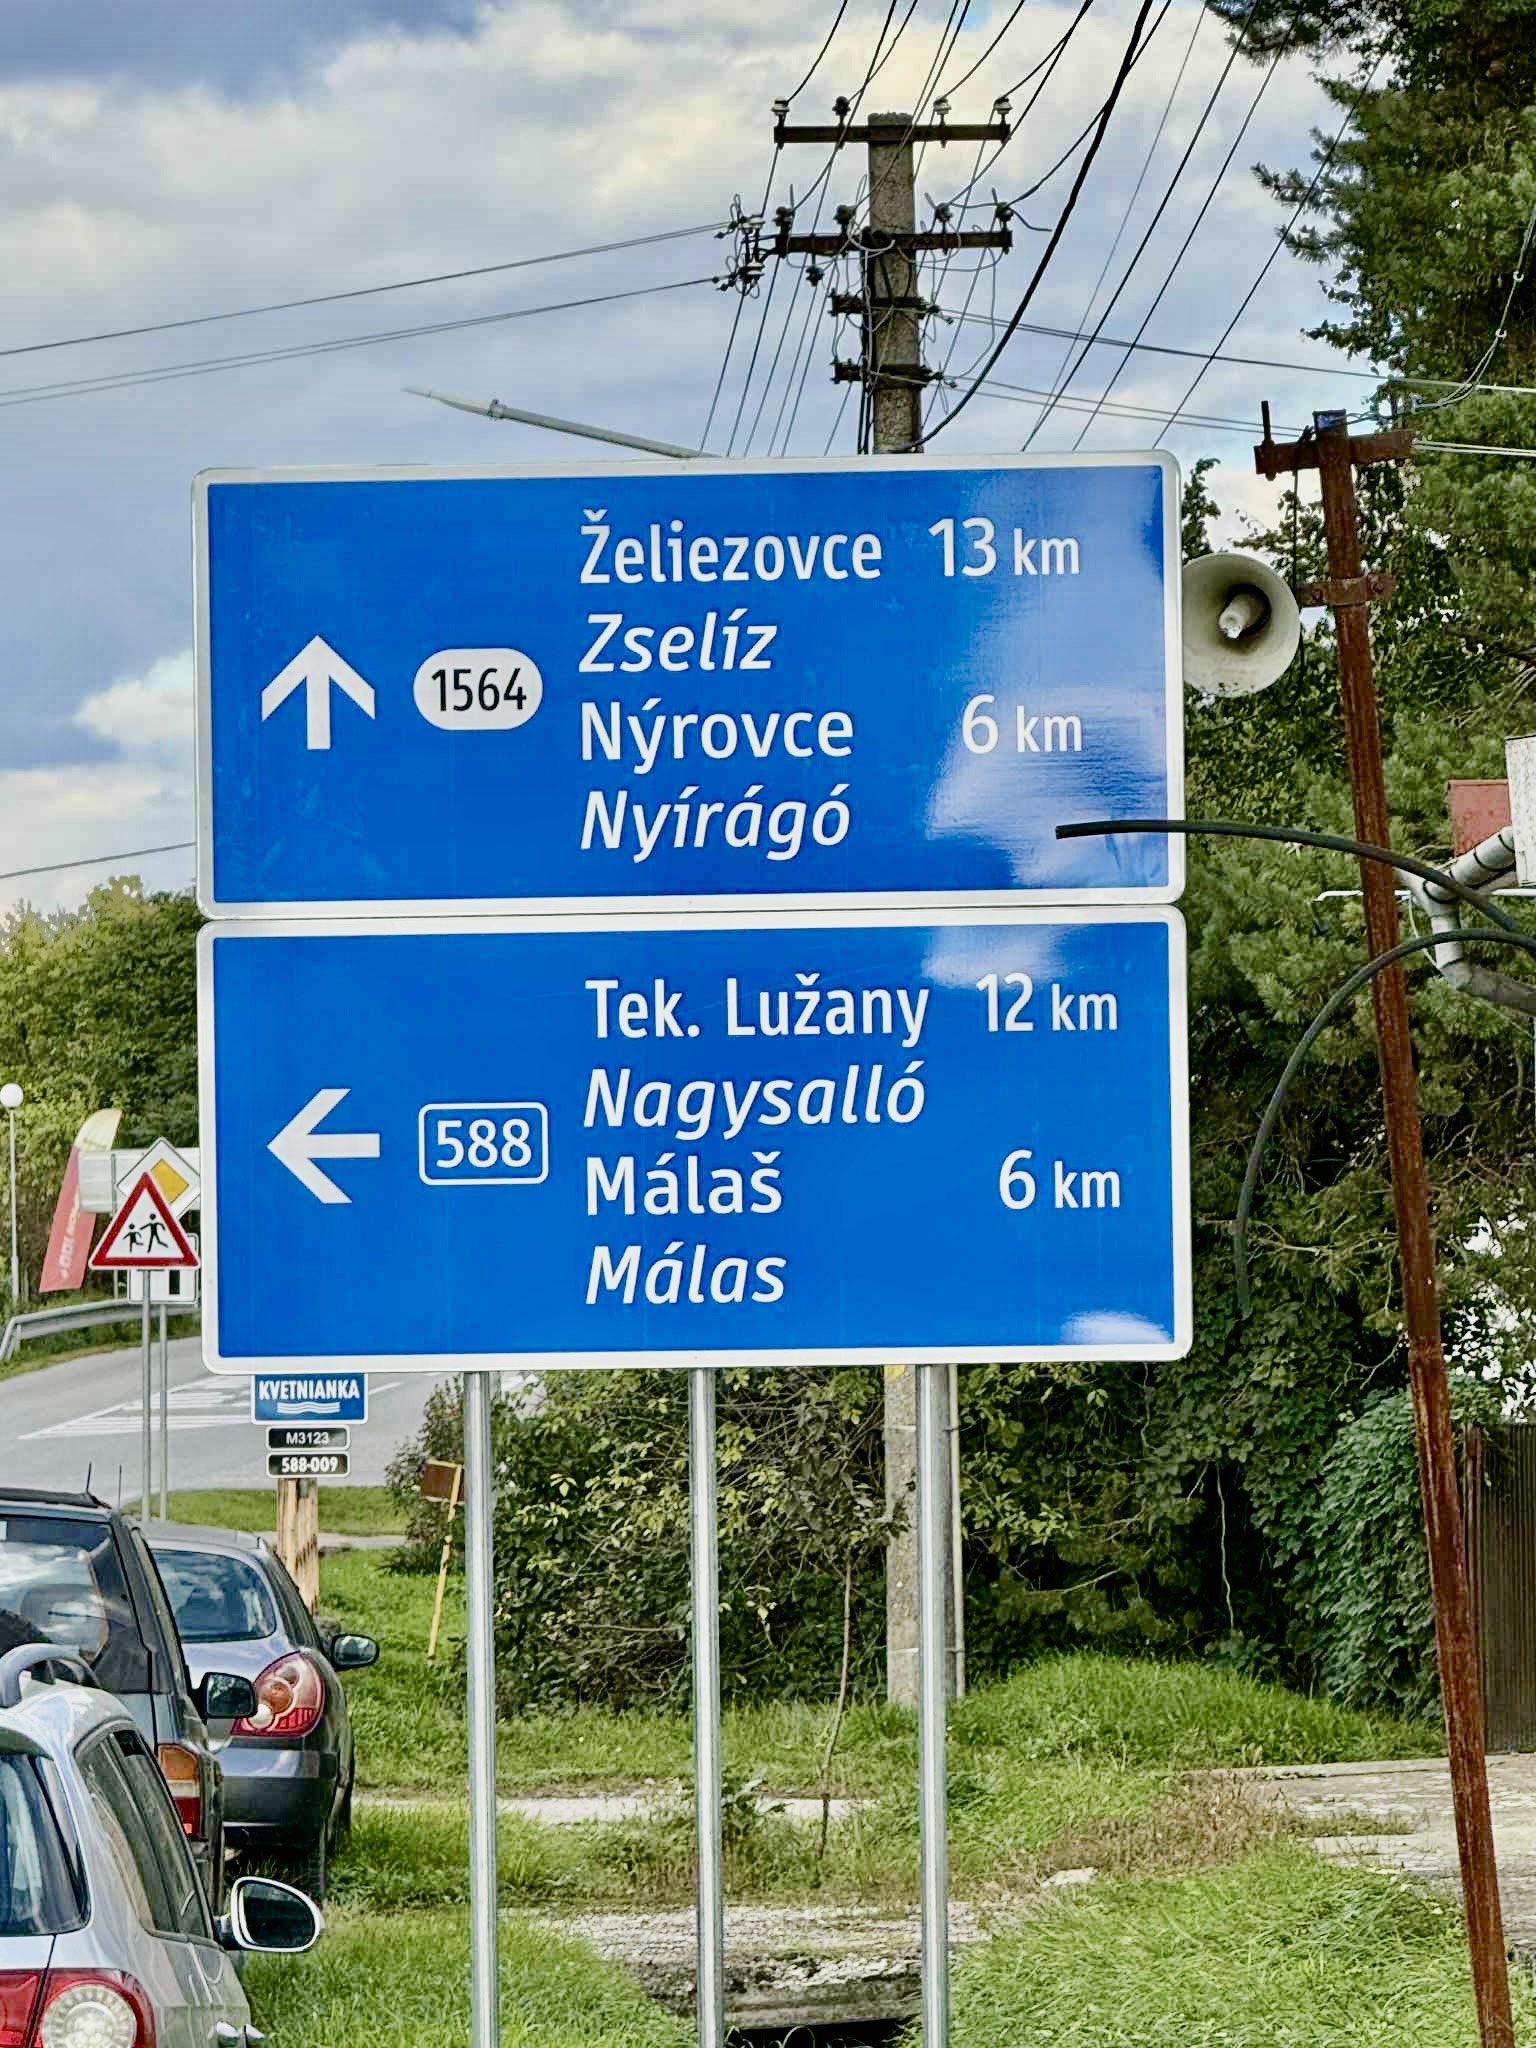 Želiezovce 13 km
Zselíz
1564
Nýrovce 6 km
Nyírágó
Tek. Lužany 12 km
Nagysalló
588
Málaš 6 km
Málas
KVETNIANKA
M3123
588-009